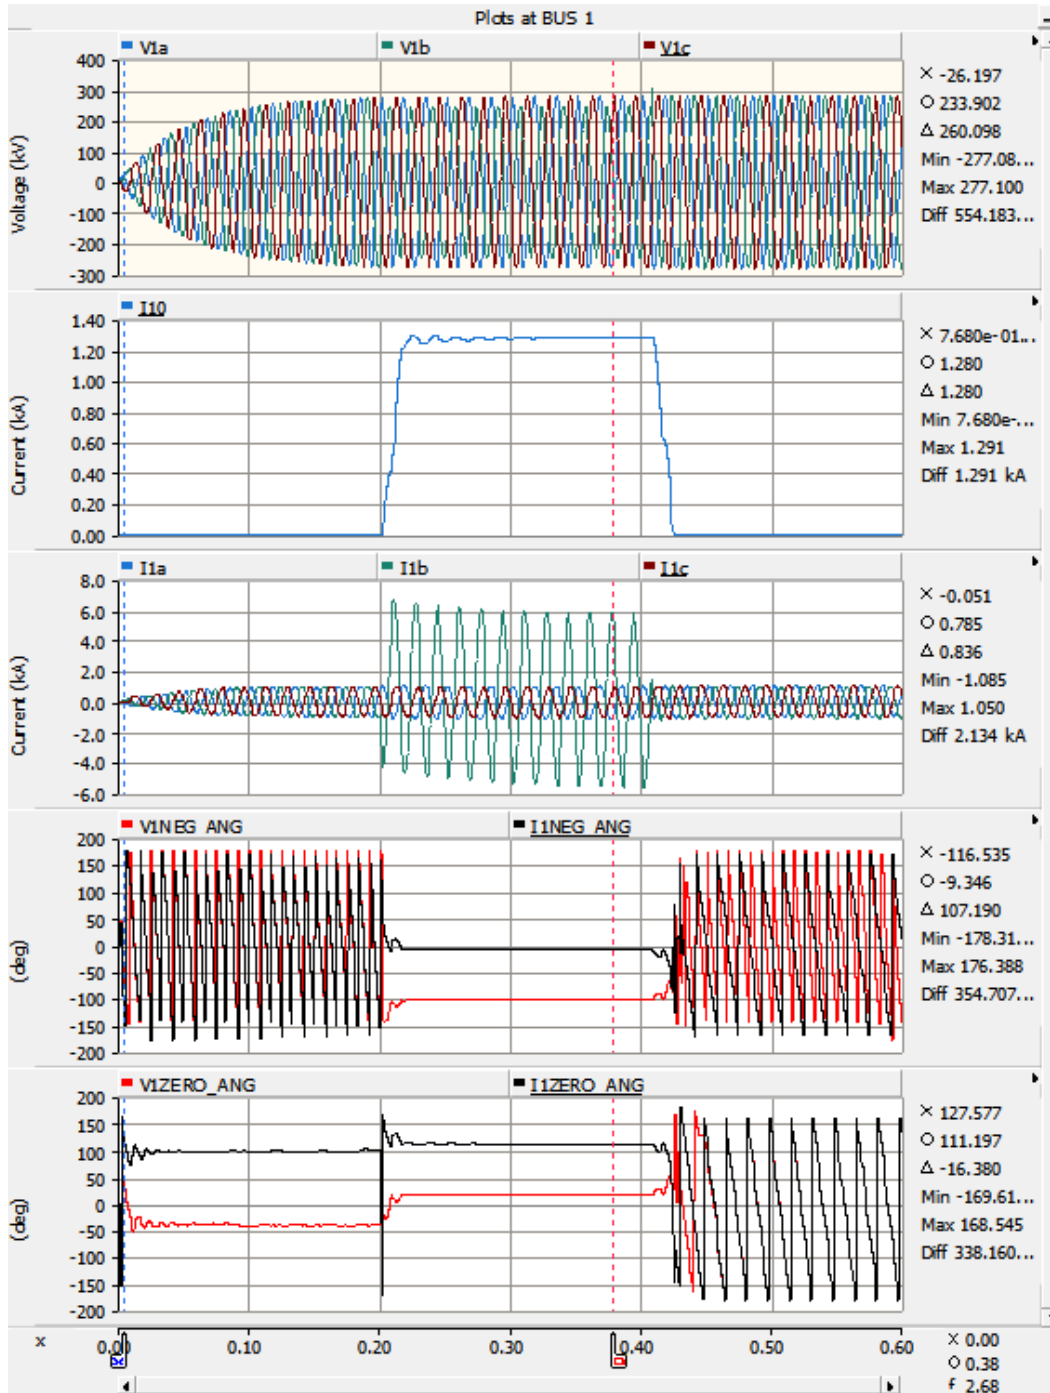 Plots at BUS 1
V1a V1b V1c
400
300
200
100
0
-100
-200
-300
Voltage (kV)
× -26.197
O 233.902
Δ 260.098
Min -277.08...
Max 277.100
Diff 554.183...
I10
1.40
1.20
1.00
0.80
0.60
0.40
0.20
0.00
Current (kA)
× 7.680e-01...
O 1.280
Δ 1.280
Min 7.680e-...
Max 1.291
Diff 1.291 kA
I1a I1b I1c
8.0
6.0
4.0
2.0
0.0
-2.0
-4.0
-6.0
Current (kA)
× -0.051
O 0.785
Δ 0.836
Min -1.085
Max 1.050
Diff 2.134 kA
V1NEG_ANG I1NEG_ANG
200
150
100
50
0
-50
-100
-150
-200
(deg)
× -116.535
O -9.346
Δ 107.190
Min -178.31...
Max 176.388
Diff 354.707...
V1ZERO_ANG I1ZERO_ANG
200
150
100
50
0
-50
-100
-150
-200
(deg)
× 127.577
O 111.197
Δ -16.380
Min -169.61...
Max 168.545
Diff 338.160...
x 0.00 0.10 0.20 0.30 0.40 0.50 0.60
× 0.00
O 0.38
f 2.68